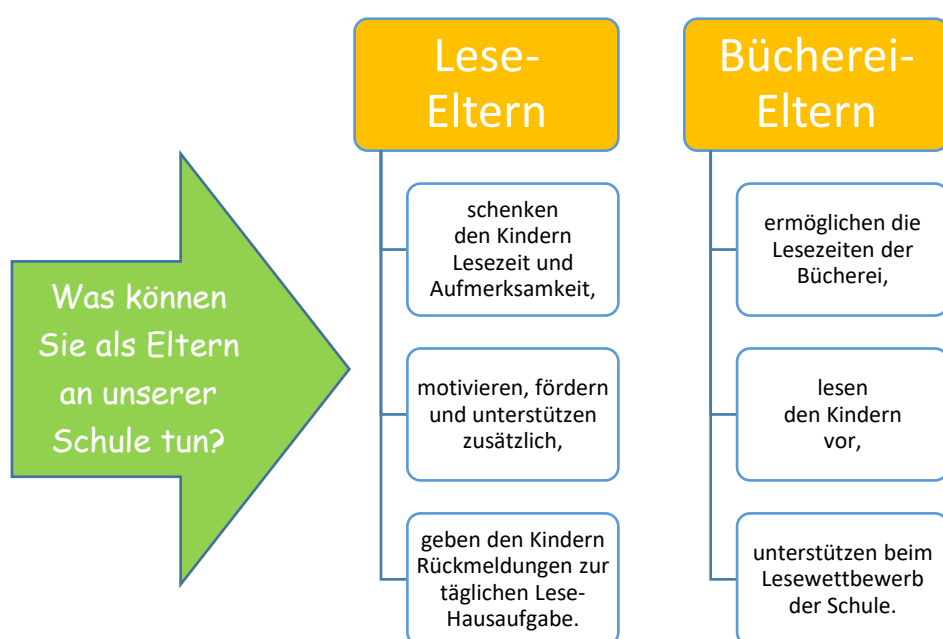 Was können
Sie als Eltern
an unserer
Schule tun?
Lese-
Eltern
schenken
den Kindern
Lesezeit und
Aufmerksamkeit,
motivieren, fördern
und unterstützen
zusätzlich,
geben den Kindern
Rückmeldungen zur
täglichen Lese-
Hausaufgabe.
Bücherei-
Eltern
ermöglichen die
Lesezeiten der
Bücherei,
lesen
den Kindern
vor,
unterstützen beim
Lesewettbewerb
der Schule.